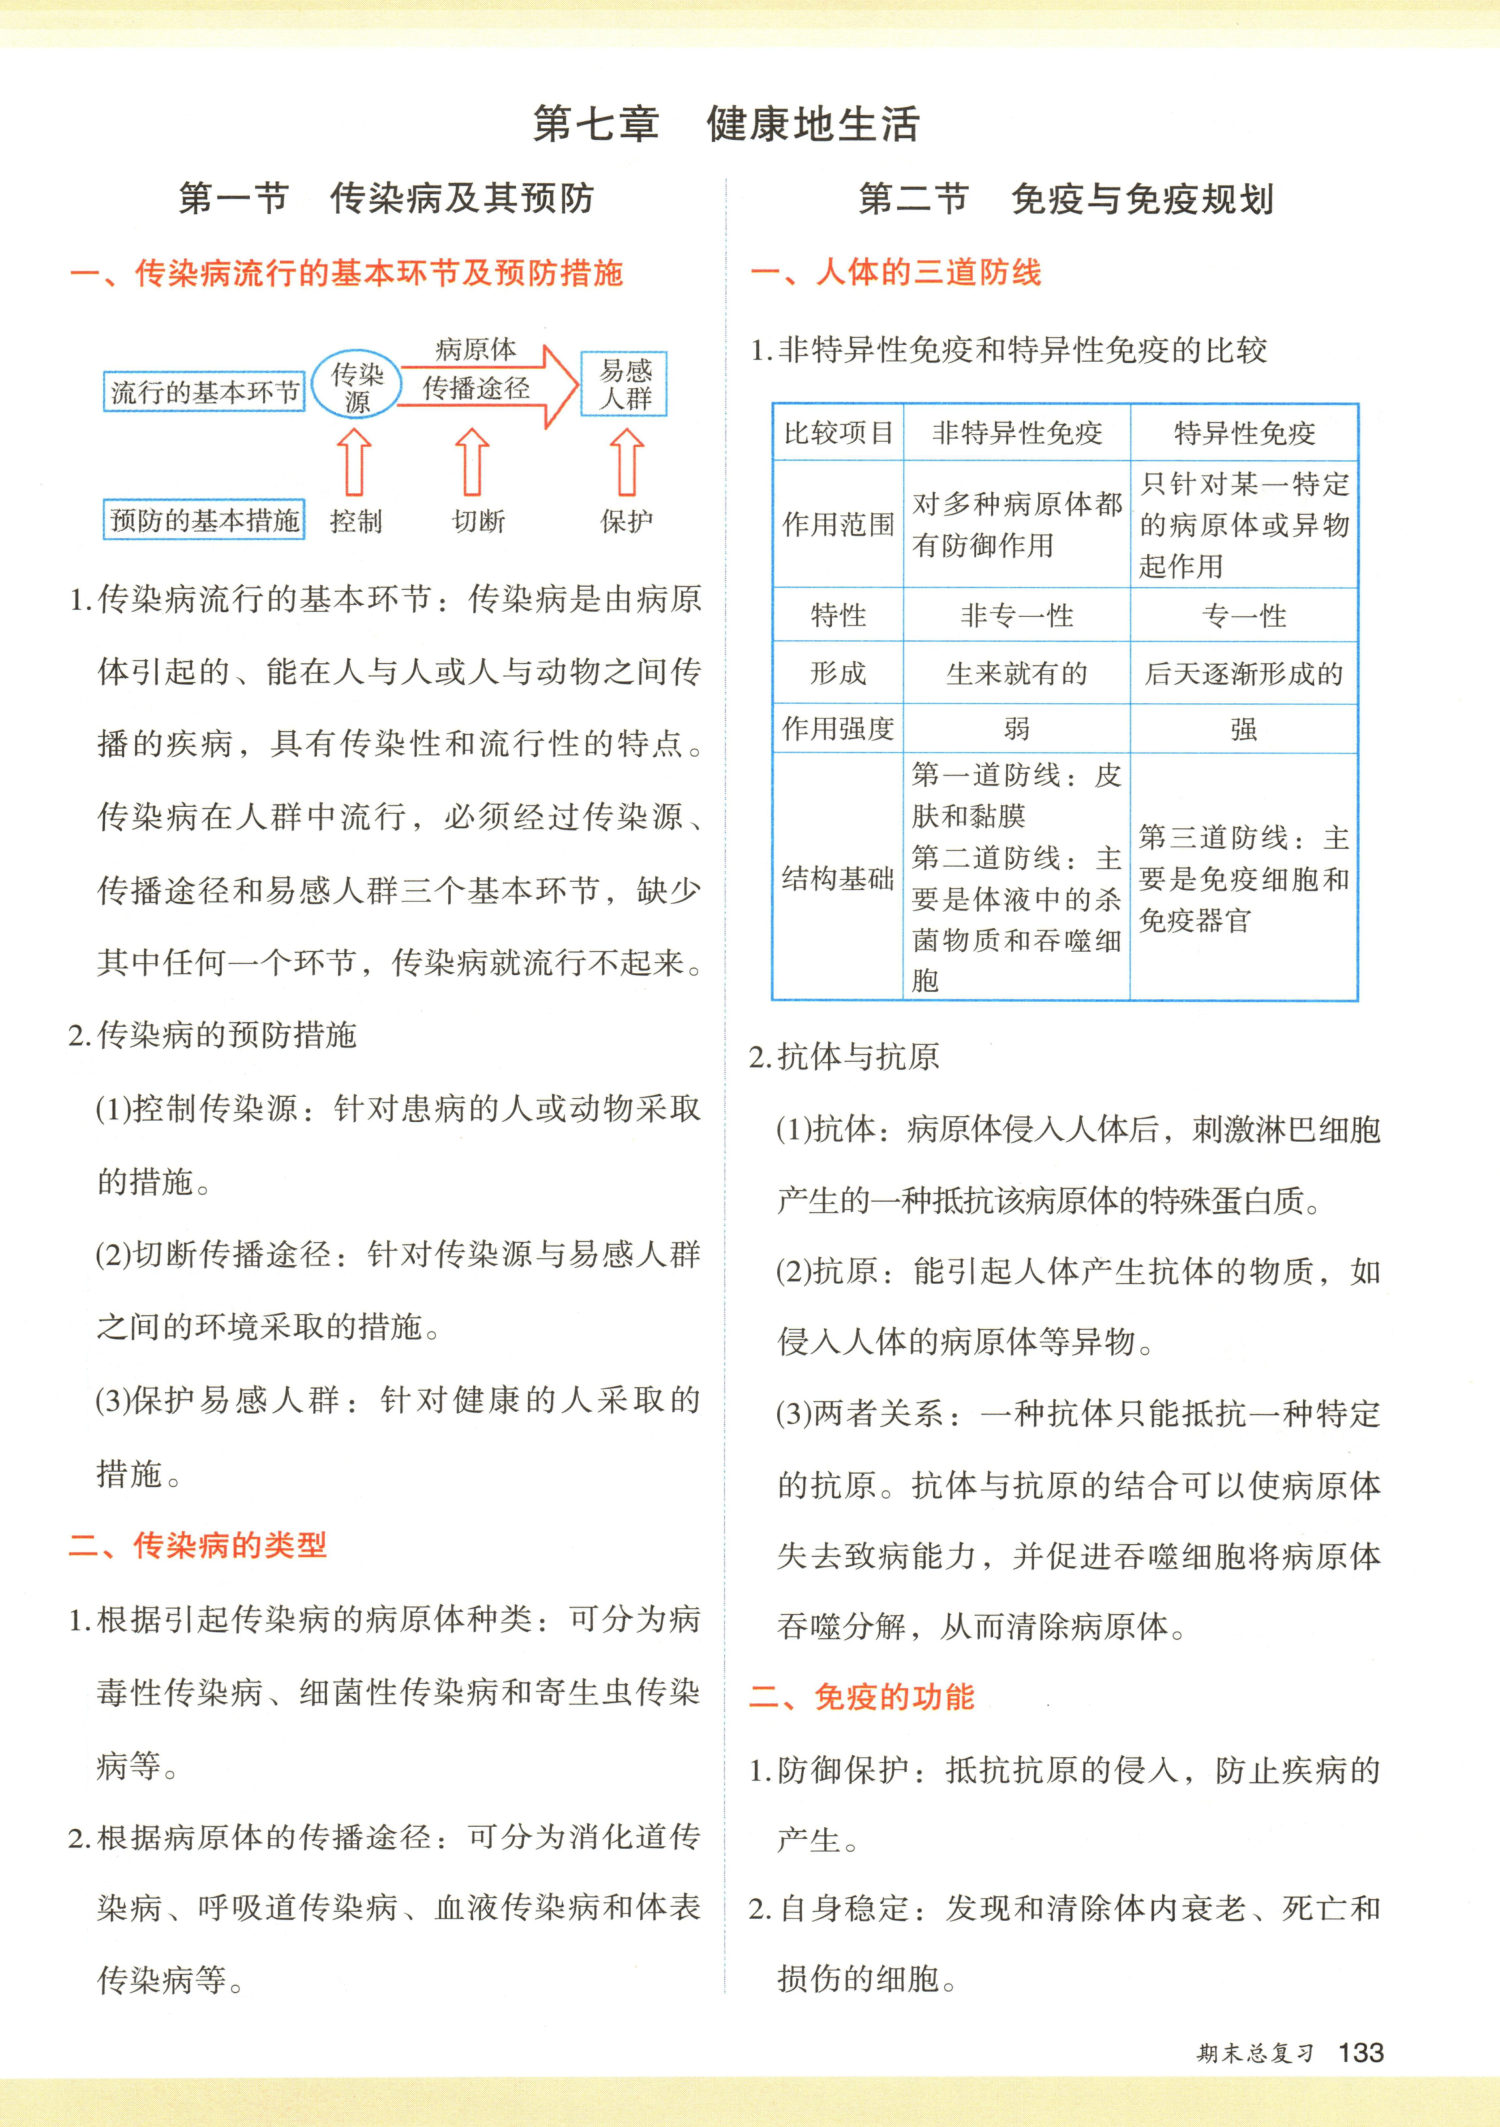 第七章 健康地生活
第一节 传染病及其预防
一、传染病流行的基本环节及预防措施
流行的基本环节
传染
源
病原体
传播途径
易感
人群
预防的基本措施
控制
切断
保护
1.传染病流行的基本环节：传染病是由病原
体引起的、能在人与人或人与动物之间传
播的疾病，具有传染性和流行性的特点。
传染病在人群中流行，必须经过传染源、
传播途径和易感人群三个基本环节，缺少
其中任何一个环节，传染病就流行不起来。
2.传染病的预防措施
(1)控制传染源：针对患病的人或动物采取
的措施。
(2)切断传播途径：针对传染源与易感人群
之间的环境采取的措施。
(3)保护易感人群：针对健康的人采取的
措施。
二、传染病的类型
1.根据引起传染病的病原体种类：可分为病
毒性传染病、细菌性传染病和寄生虫传染
病等。
2.根据病原体的传播途径：可分为消化道传
染病、呼吸道传染病、血液传染病和体表
传染病等。
第二节 免疫与免疫规划
一、人体的三道防线
1.非特异性免疫和特异性免疫的比较
比较项目 非特异性免疫 特异性免疫
作用范围
对多种病原体都
有防御作用
只针对某一特定
的病原体或异物
起作用
特性 非专一性 专一性
形成 生来就有的 后天逐渐形成的
作用强度 弱 强
结构基础
第一道防线：皮
肤和黏膜
第二道防线：主
要是体液中的杀
菌物质和吞噬细
胞
第三道防线：主
要是免疫细胞和
免疫器官
2.抗体与抗原
(1)抗体：病原体侵入人体后，刺激淋巴细胞
产生的一种抵抗该病原体的特殊蛋白质。
(2)抗原：能引起人体产生抗体的物质，如
侵入人体的病原体等异物。
(3)两者关系：一种抗体只能抵抗一种特定
的抗原。抗体与抗原的结合可以使病原体
失去致病能力，并促进吞噬细胞将病原体
吞噬分解，从而清除病原体。
二、免疫的功能
1.防御保护：抵抗抗原的侵入，防止疾病的
产生。
2.自身稳定：发现和清除体内衰老、死亡和
损伤的细胞。
期末总复习 133